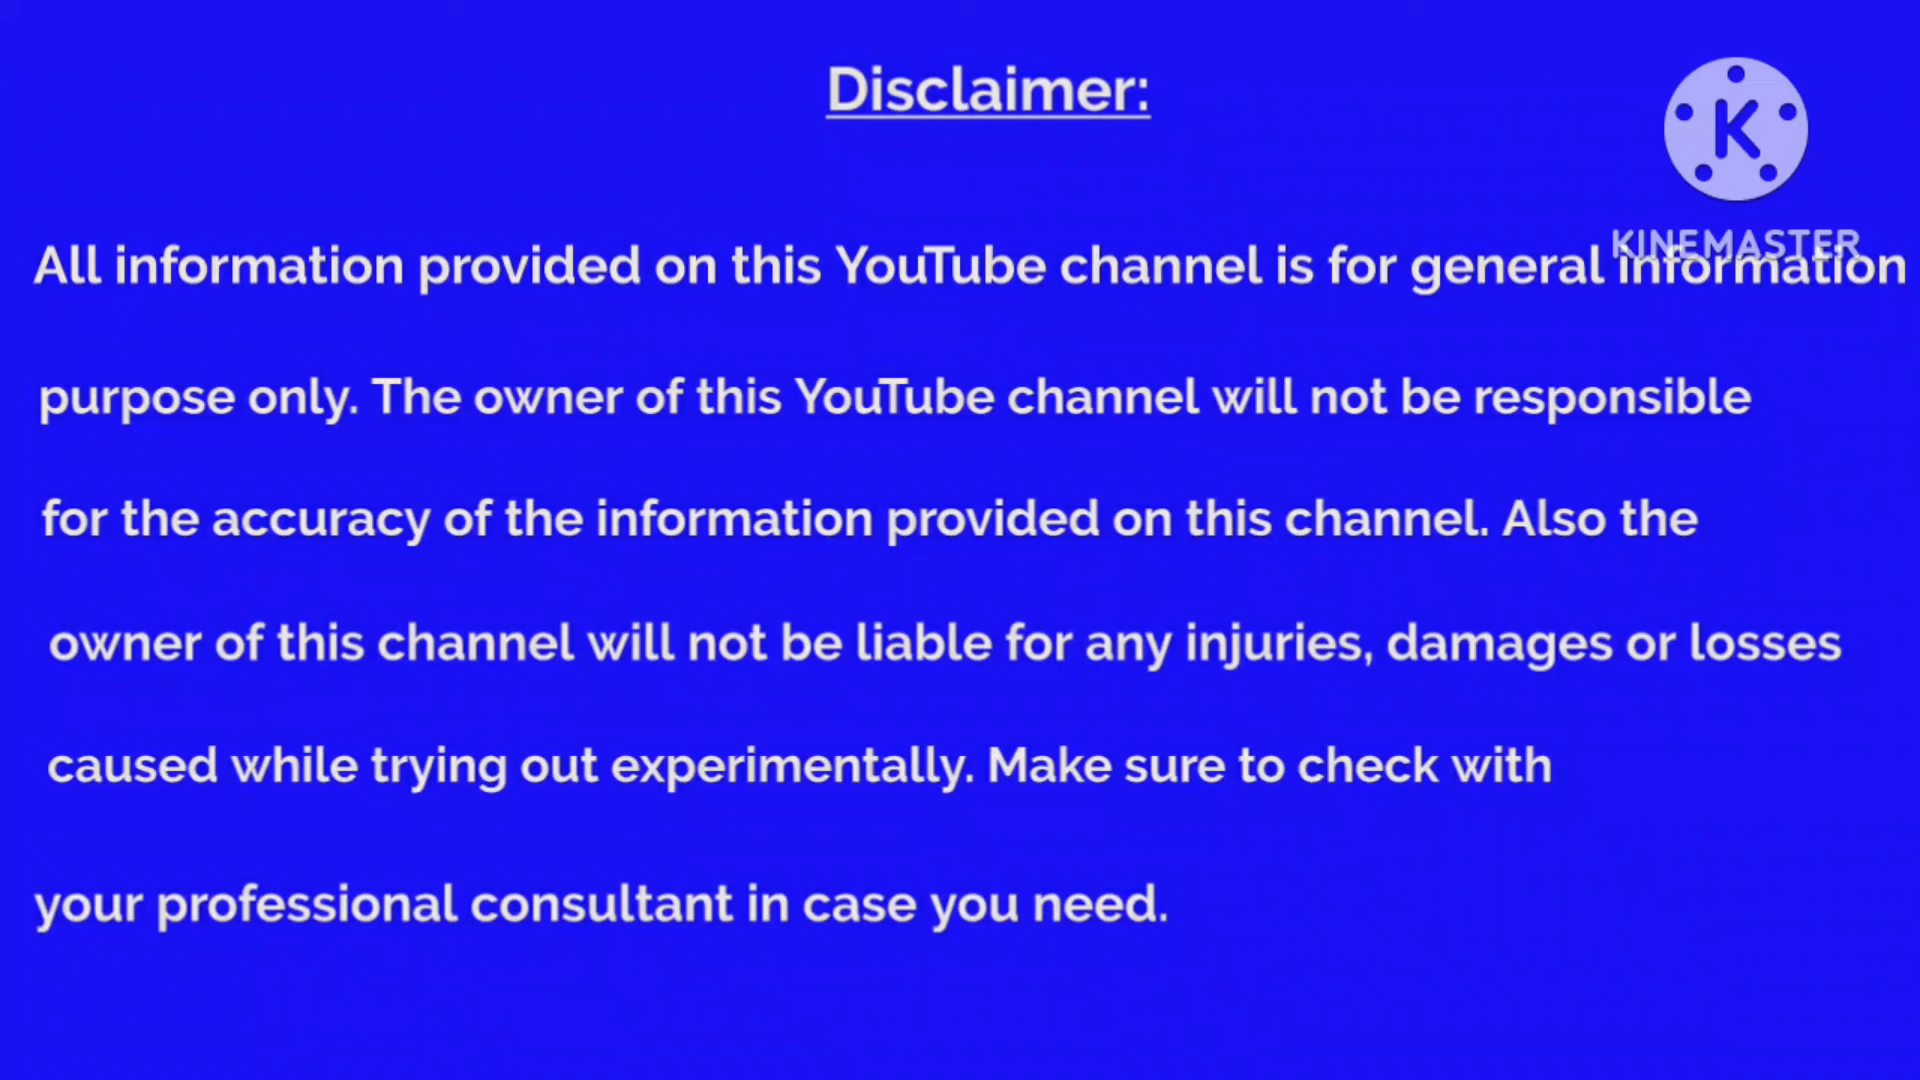 Disclaimer:
K
KINEMASTER
All information provided on this YouTube channel is for general information
purpose only. The owner of this YouTube channel will not be responsible
for the accuracy of the information provided on this channel. Also the
owner of this channel will not be liable for any injuries, damages or losses
caused while trying out experimentally. Make sure to check with
your professional consultant in case you need.